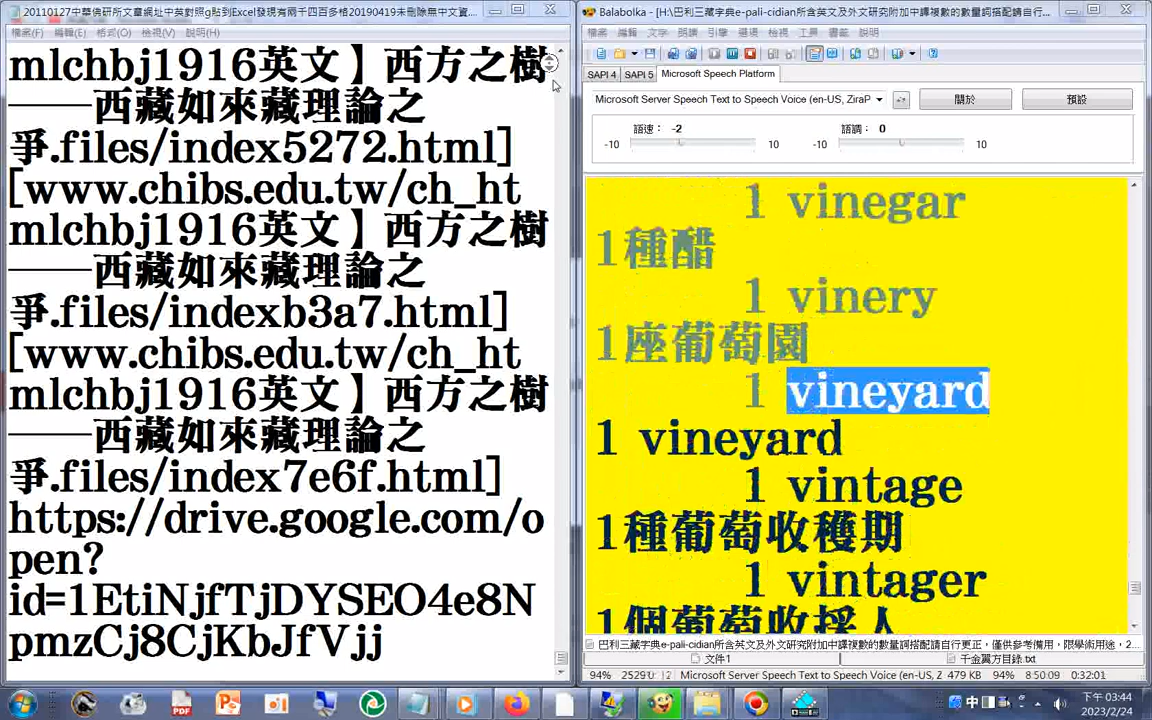 20110127中華佛研所文章網址中英對照g貼到Excel發現有兩千四百多格20190419未刪除無中文資...
檔案(F) 編輯(E) 格式(O) 檢視(V) 說明(H)
mlchbj1916英文】西方之樹
——西藏如來藏理論之
爭.files/index5272.html]
[www.chibs.edu.tw/ch_ht
mlchbj1916英文】西方之樹
——西藏如來藏理論之
爭.files/indexb3a7.html]
[www.chibs.edu.tw/ch_ht
mlchbj1916英文】西方之樹
——西藏如來藏理論之
爭.files/index7e6f.html]
https://drive.google.com/o
pen?
id=1EtiNjfTjDYSEO4e8N
pmzCj8CjKbJfVjj
Balabolka - [H:\巴利三藏字典e-pali-cidian所含英文及外文研究附加中譯複數的數量詞搭配請自行...
檔案 編輯 文字 朗讀 引擎 選項 檢視 工具 書籤 說明
SAPI 4 SAPI 5 Microsoft Speech Platform
Microsoft Server Speech Text to Speech Voice (en-US, ZiraP 關於 預設
語速： -2 語調： 0
-10 10 -10 10
1 vinegar
1種醋
1 vinery
1座葡萄園
1 vineyard
1 vineyard
1 vintage
1種葡萄收穫期
1 vintager
1個葡萄收採人
巴利三藏字典e-pali-cidian所含英文及外文研究附加中譯複數的數量詞搭配請自行更正，僅供參考備用，限學術用途，2...
文件1 千金翼方目錄.txt
94% Microsoft Server Speech Text to Speech Voice (en-US, Z 479 KB 94% 8:50:09 0:32:01
下午 03:44
2023/2/24